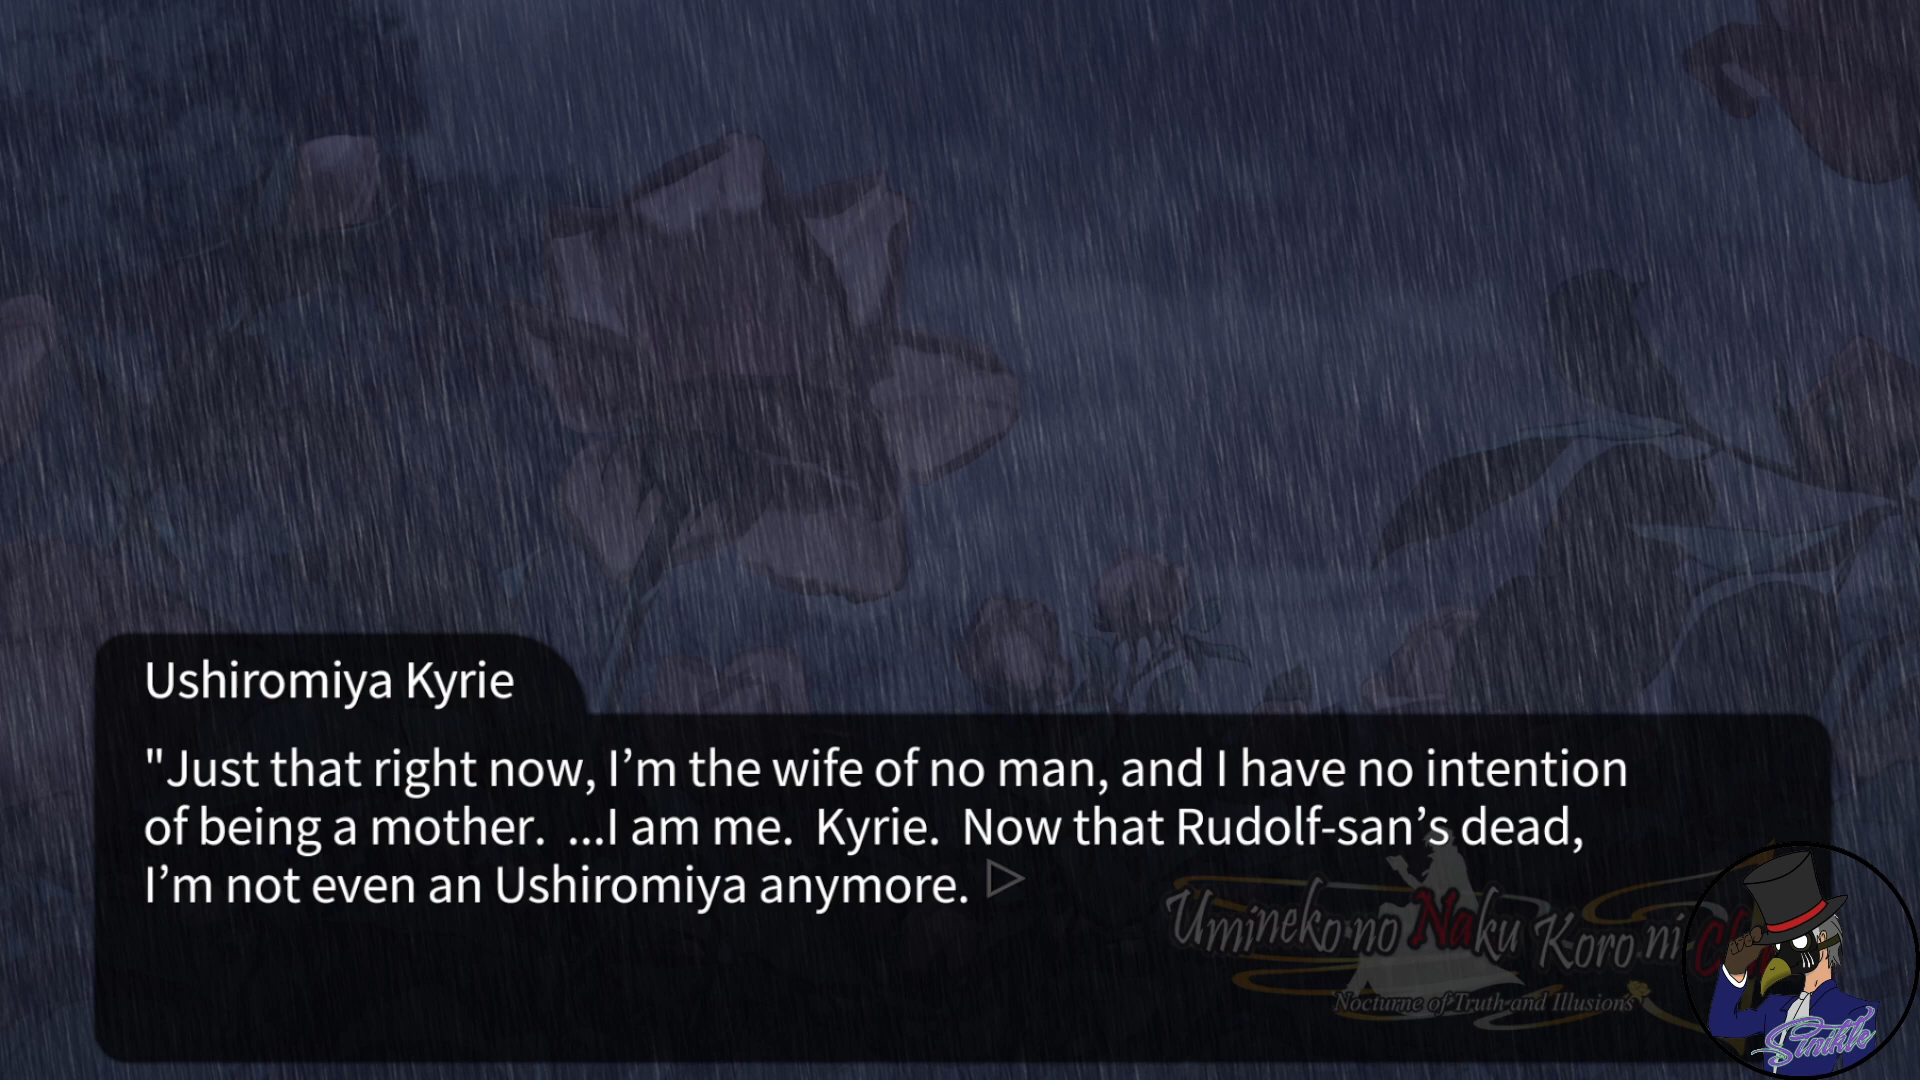 Ushiromiya Kyrie
"Just that right now, I’m the wife of no man, and I have no intention
of being a mother.  ...I am me.  Kyrie.  Now that Rudolf-san’s dead,
I’m not even an Ushiromiya anymore.
Umineko no Naku Koro ni
Nocturne of Truth and Illusions
Sinikle